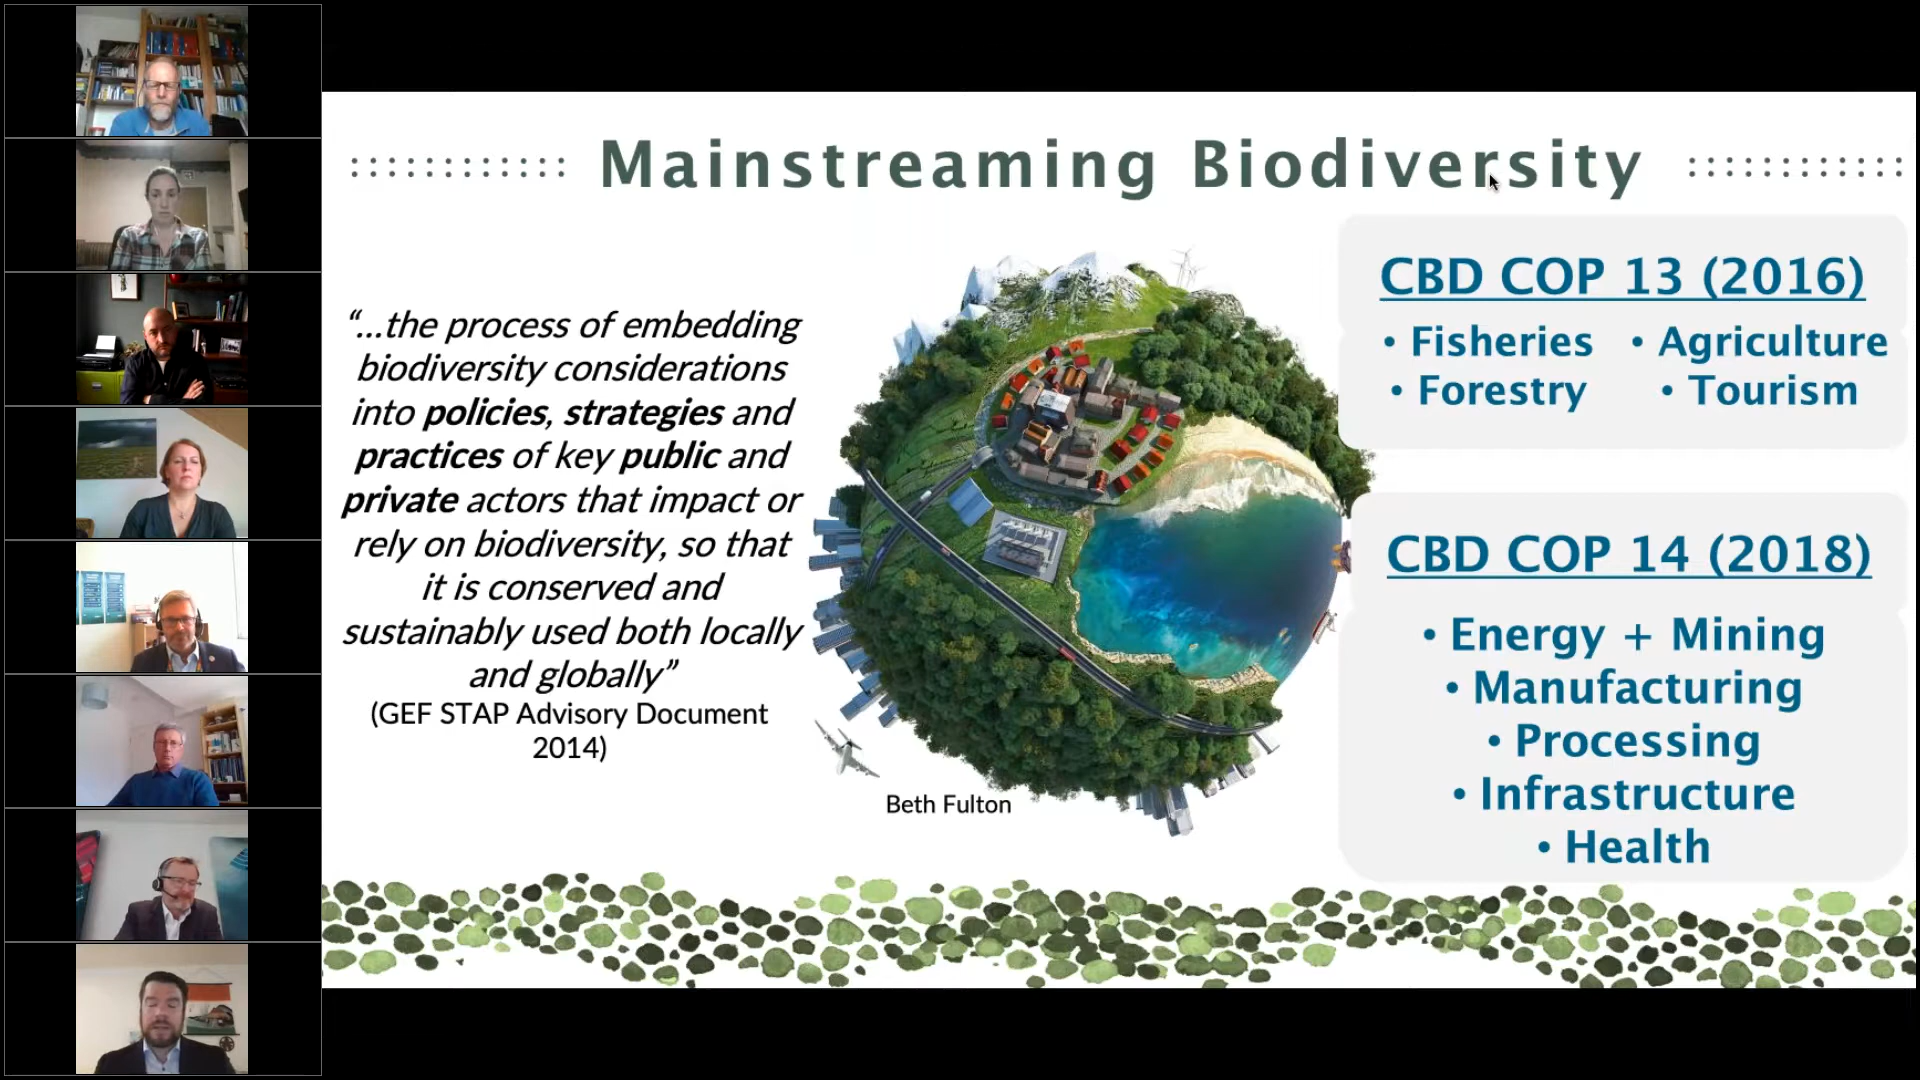 Mainstreaming Biodiversity
“...the process of embedding
biodiversity considerations
into policies, strategies and
practices of key public and
private actors that impact or
rely on biodiversity, so that
it is conserved and
sustainably used both locally
and globally”
(GEF STAP Advisory Document
2014)
Beth Fulton
CBD COP 13 (2016)
• Fisheries • Agriculture
• Forestry • Tourism
CBD COP 14 (2018)
• Energy + Mining
• Manufacturing
• Processing
• Infrastructure
• Health